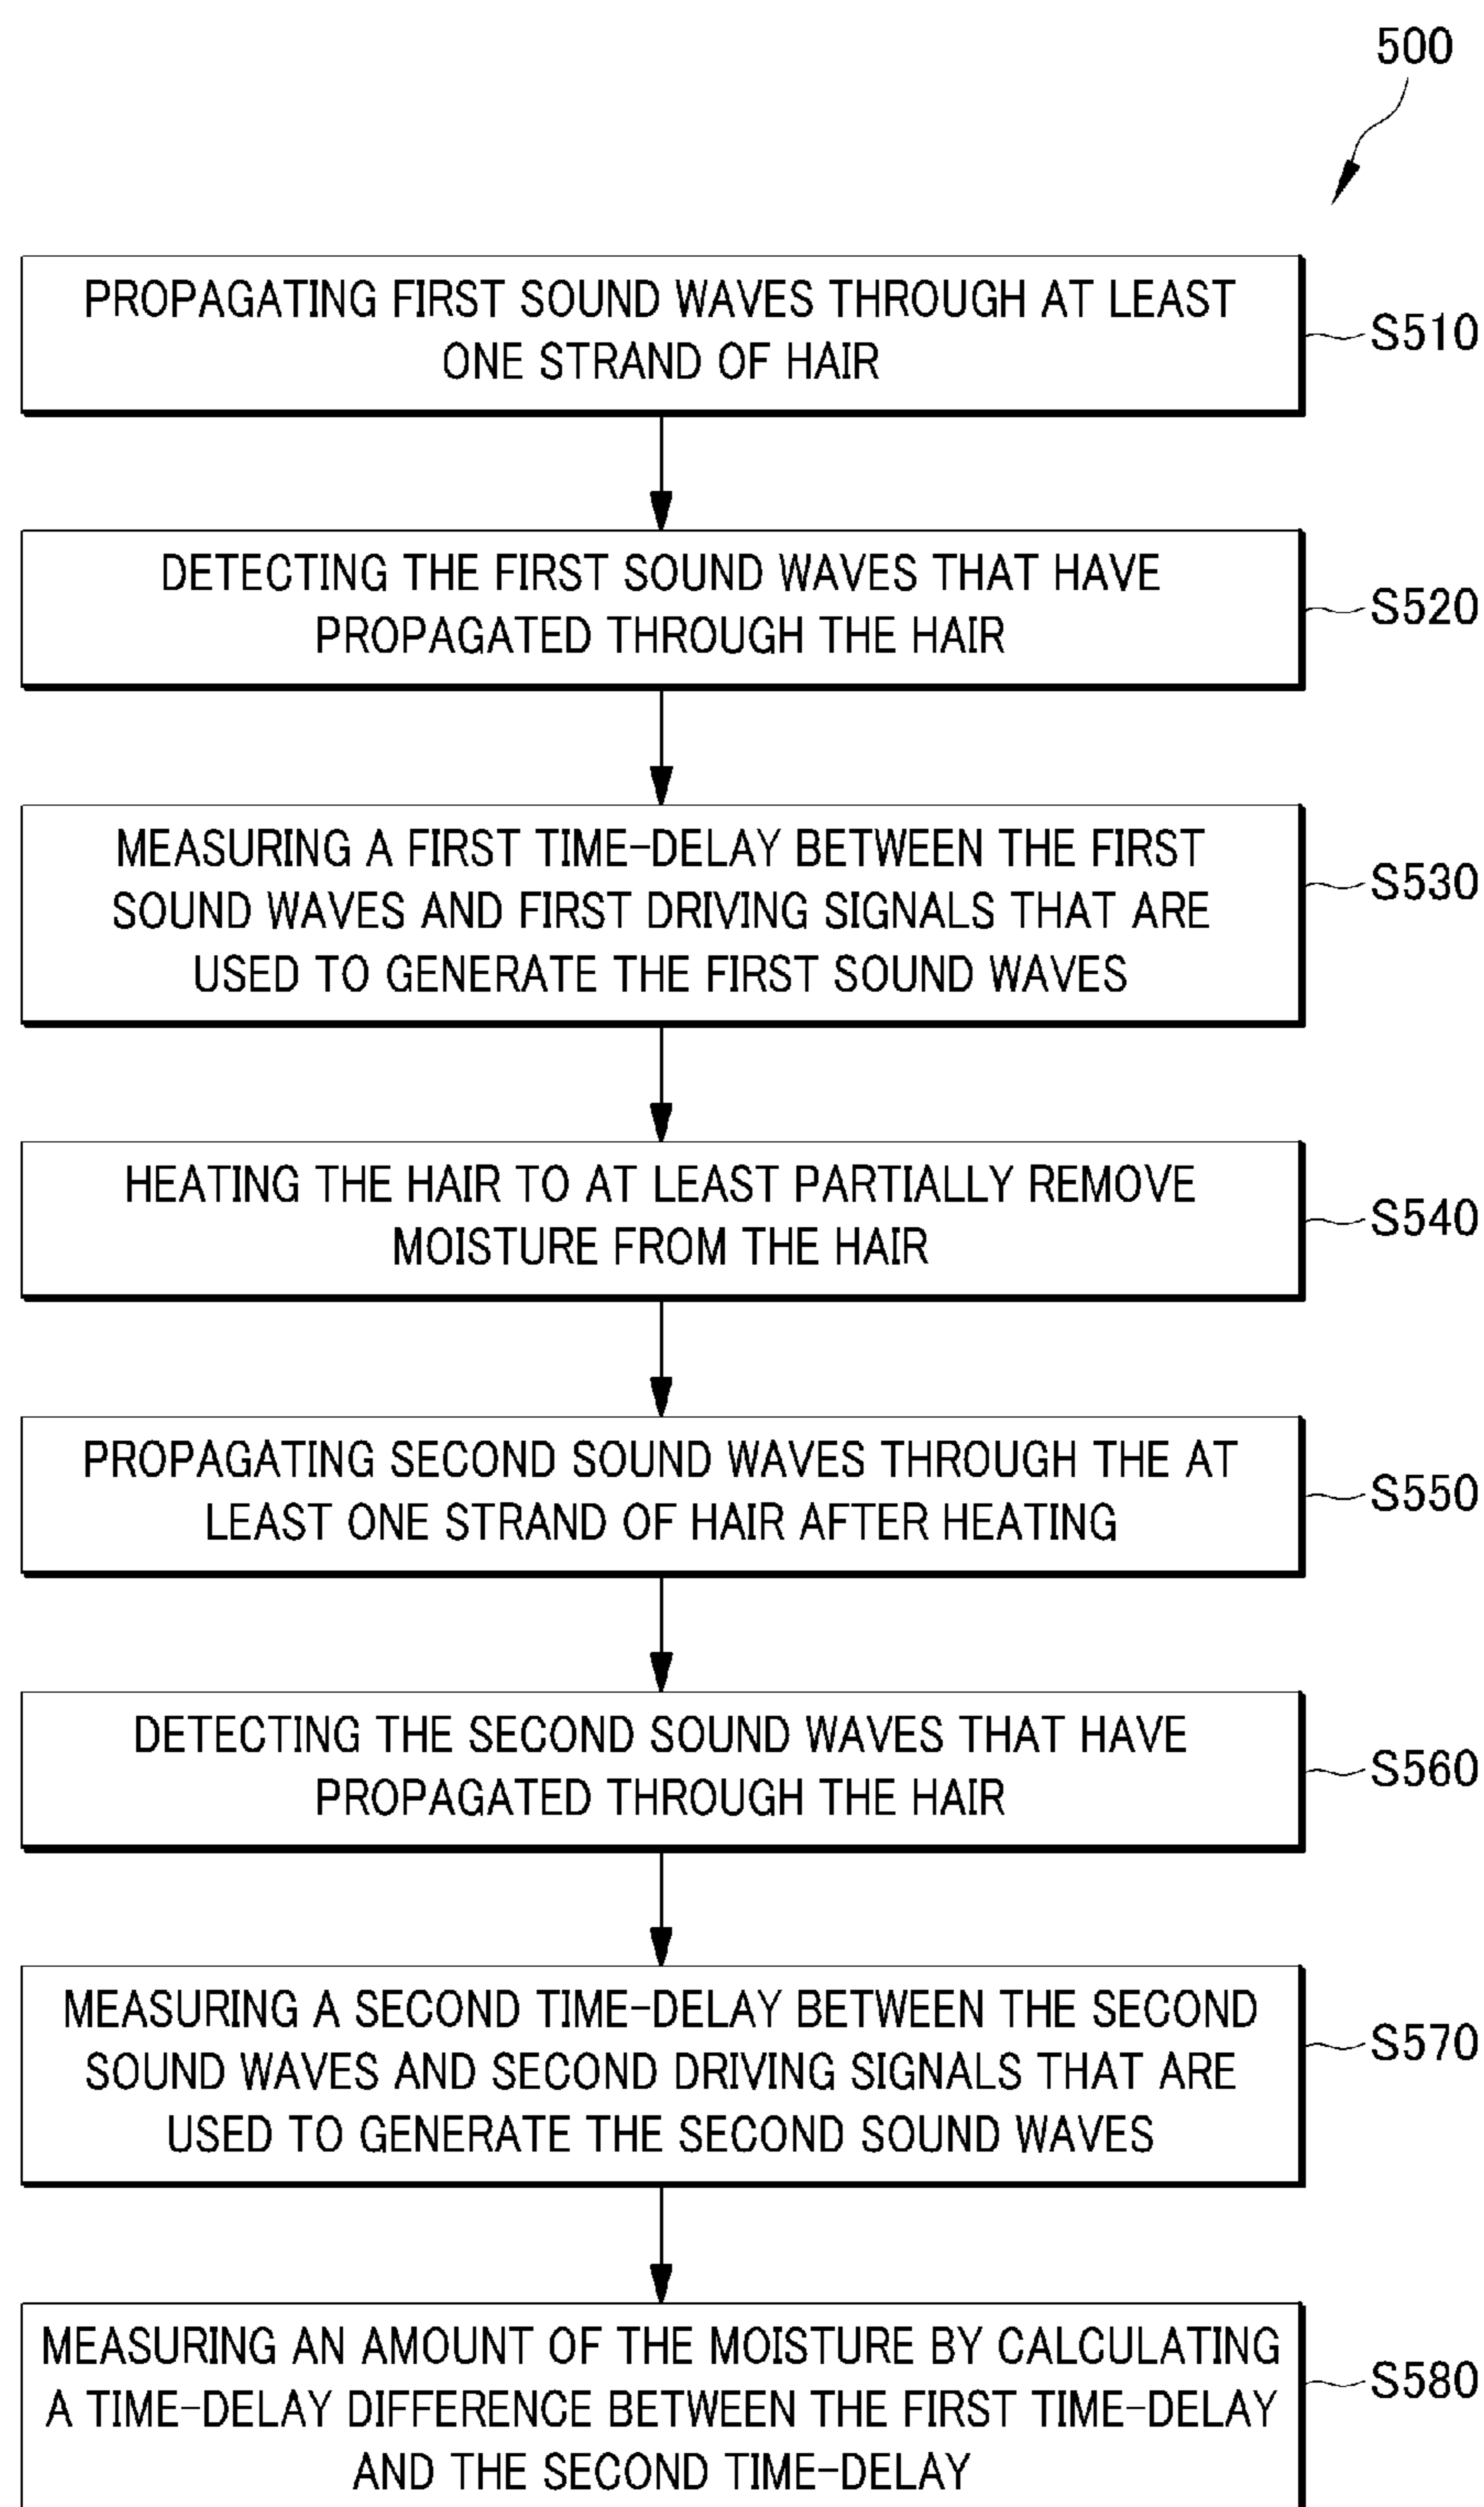 500
PROPAGATING FIRST SOUND WAVES THROUGH AT LEAST
ONE STRAND OF HAIR
S510
DETECTING THE FIRST SOUND WAVES THAT HAVE
PROPAGATED THROUGH THE HAIR
S520
MEASURING A FIRST TIME-DELAY BETWEEN THE FIRST
SOUND WAVES AND FIRST DRIVING SIGNALS THAT ARE
USED TO GENERATE THE FIRST SOUND WAVES
S530
HEATING THE HAIR TO AT LEAST PARTIALLY REMOVE
MOISTURE FROM THE HAIR
S540
PROPAGATING SECOND SOUND WAVES THROUGH THE AT
LEAST ONE STRAND OF HAIR AFTER HEATING
S550
DETECTING THE SECOND SOUND WAVES THAT HAVE
PROPAGATED THROUGH THE HAIR
S560
MEASURING A SECOND TIME-DELAY BETWEEN THE SECOND
SOUND WAVES AND SECOND DRIVING SIGNALS THAT ARE
USED TO GENERATE THE SECOND SOUND WAVES
S570
MEASURING AN AMOUNT OF THE MOISTURE BY CALCULATING
A TIME-DELAY DIFFERENCE BETWEEN THE FIRST TIME-DELAY
AND THE SECOND TIME-DELAY
S580